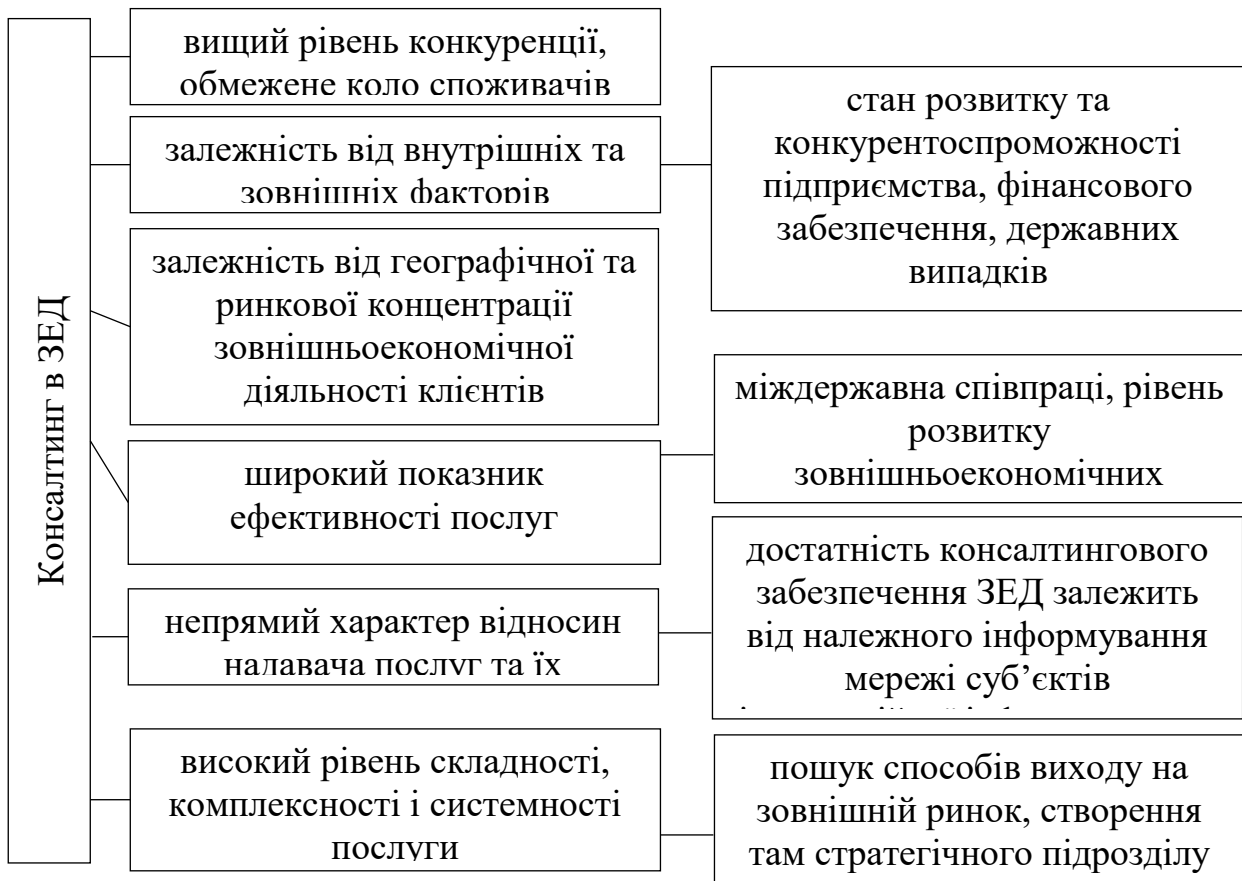 Консалтинг в ЗЕД
вищий рівень конкуренції,
обмежене коло споживачів
залежність від внутрішніх та
зовнішніх факторів
стан розвитку та
конкурентоспроможності
підприємства, фінансового
забезпечення, державних
випадків
залежність від географічної та
ринкової концентрації
зовнішньоекономічної
діяльності клієнтів
широкий показник
ефективності послуг
міждержавна співпраці, рівень
розвитку
зовнішньоекономічних
непрямий характер відносин
надавача послуг та їх
достатність консалтингового
забезпечення ЗЕД залежить
від належного інформування
мережі суб’єктів
високий рівень складності,
комплексності і системності
послуги
пошук способів виходу на
зовнішній ринок, створення
там стратегічного підрозділу